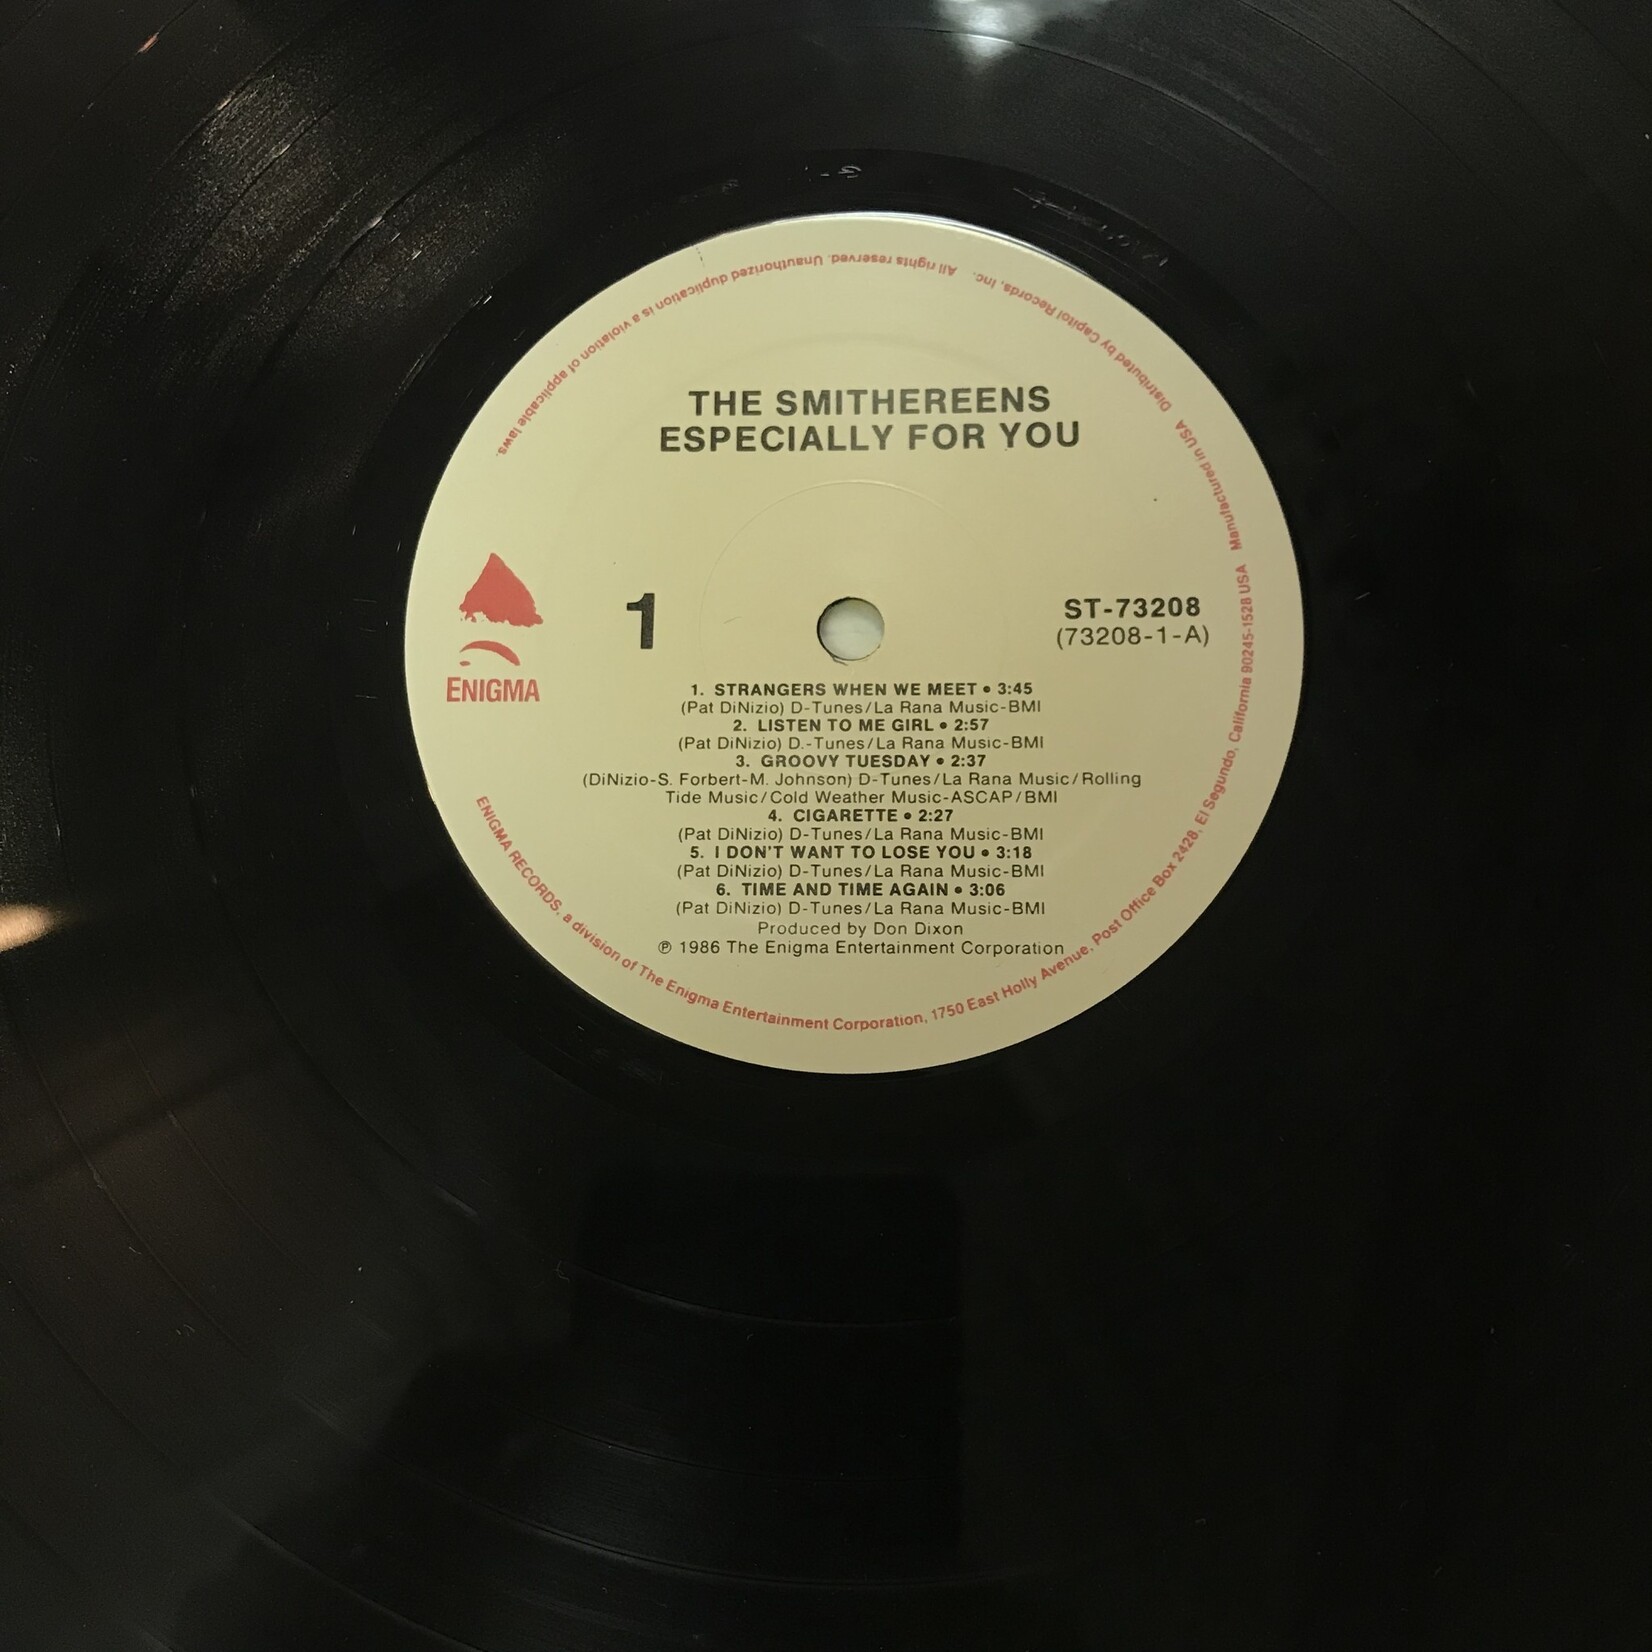 THE SMITHEREENS
ESPECIALLY FOR YOU
ENIGMA
1
ST-73208
(73208-1-A)
1. STRANGERS WHEN WE MEET • 3:45
(Pat DiNizio) D-Tunes/La Rana Music-BMI
2. LISTEN TO ME GIRL • 2:57
(Pat DiNizio) D.-Tunes/La Rana Music-BMI
3. GROOVY TUESDAY • 2:37
(DiNizio-S. Forbert-M. Johnson) D-Tunes/La Rana Music/Rolling
Tide Music/Cold Weather Music-ASCAP/BMI
4. CIGARETTE • 2:27
(Pat DiNizio) D-Tunes/La Rana Music-BMI
5. I DON'T WANT TO LOSE YOU • 3:18
(Pat DiNizio) D-Tunes/La Rana Music-BMI
6. TIME AND TIME AGAIN • 3:06
(Pat DiNizio) D-Tunes/La Rana Music-BMI
Produced by Don Dixon
℗ 1986 The Enigma Entertainment Corporation
ENIGMA RECORDS, a division of The Enigma Entertainment Corporation, 1750 East Holly Avenue, Post Office Box 2428, El Segundo, California 90245-1528 USA Manufactured in USA Distributed by Capitol Records, Inc. All rights reserved. Unauthorized duplication is a violation of applicable laws.